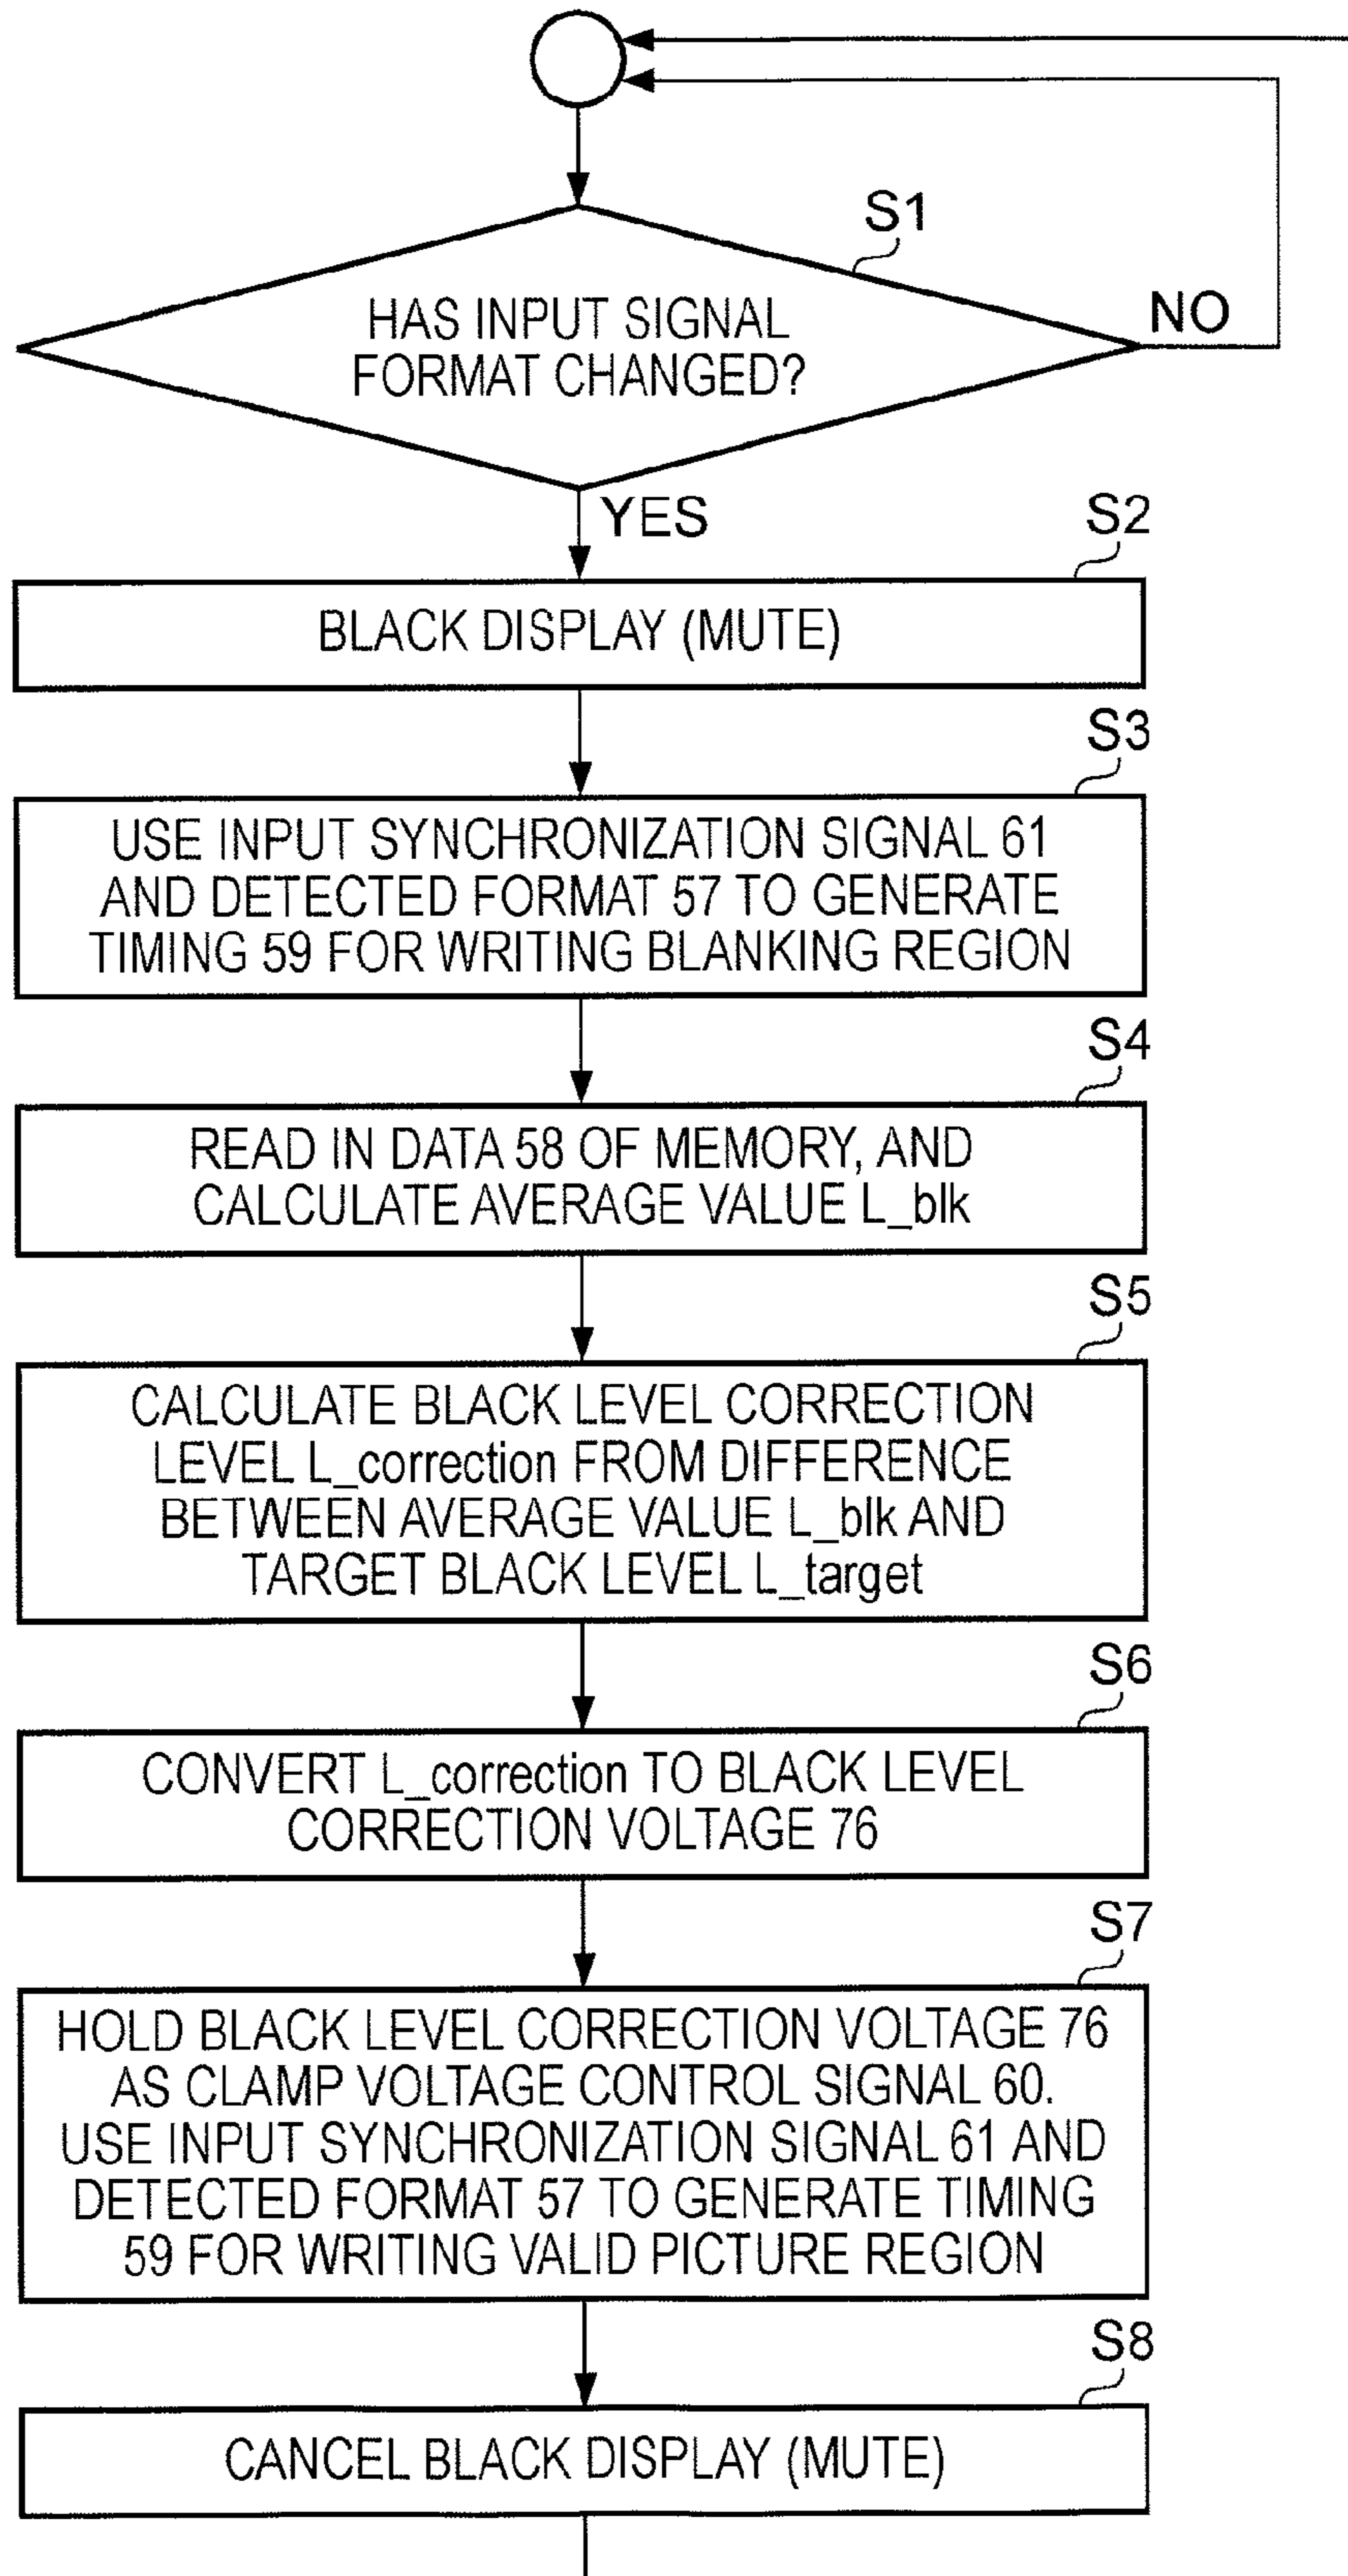 S1
HAS INPUT SIGNAL
FORMAT CHANGED?
NO
YES
S2
BLACK DISPLAY (MUTE)
S3
USE INPUT SYNCHRONIZATION SIGNAL 61
AND DETECTED FORMAT 57 TO GENERATE
TIMING 59 FOR WRITING BLANKING REGION
S4
READ IN DATA 58 OF MEMORY, AND
CALCULATE AVERAGE VALUE L_blk
S5
CALCULATE BLACK LEVEL CORRECTION
LEVEL L_correction FROM DIFFERENCE
BETWEEN AVERAGE VALUE L_blk AND
TARGET BLACK LEVEL L_target
S6
CONVERT L_correction TO BLACK LEVEL
CORRECTION VOLTAGE 76
S7
HOLD BLACK LEVEL CORRECTION VOLTAGE 76
AS CLAMP VOLTAGE CONTROL SIGNAL 60.
USE INPUT SYNCHRONIZATION SIGNAL 61 AND
DETECTED FORMAT 57 TO GENERATE TIMING
59 FOR WRITING VALID PICTURE REGION
S8
CANCEL BLACK DISPLAY (MUTE)